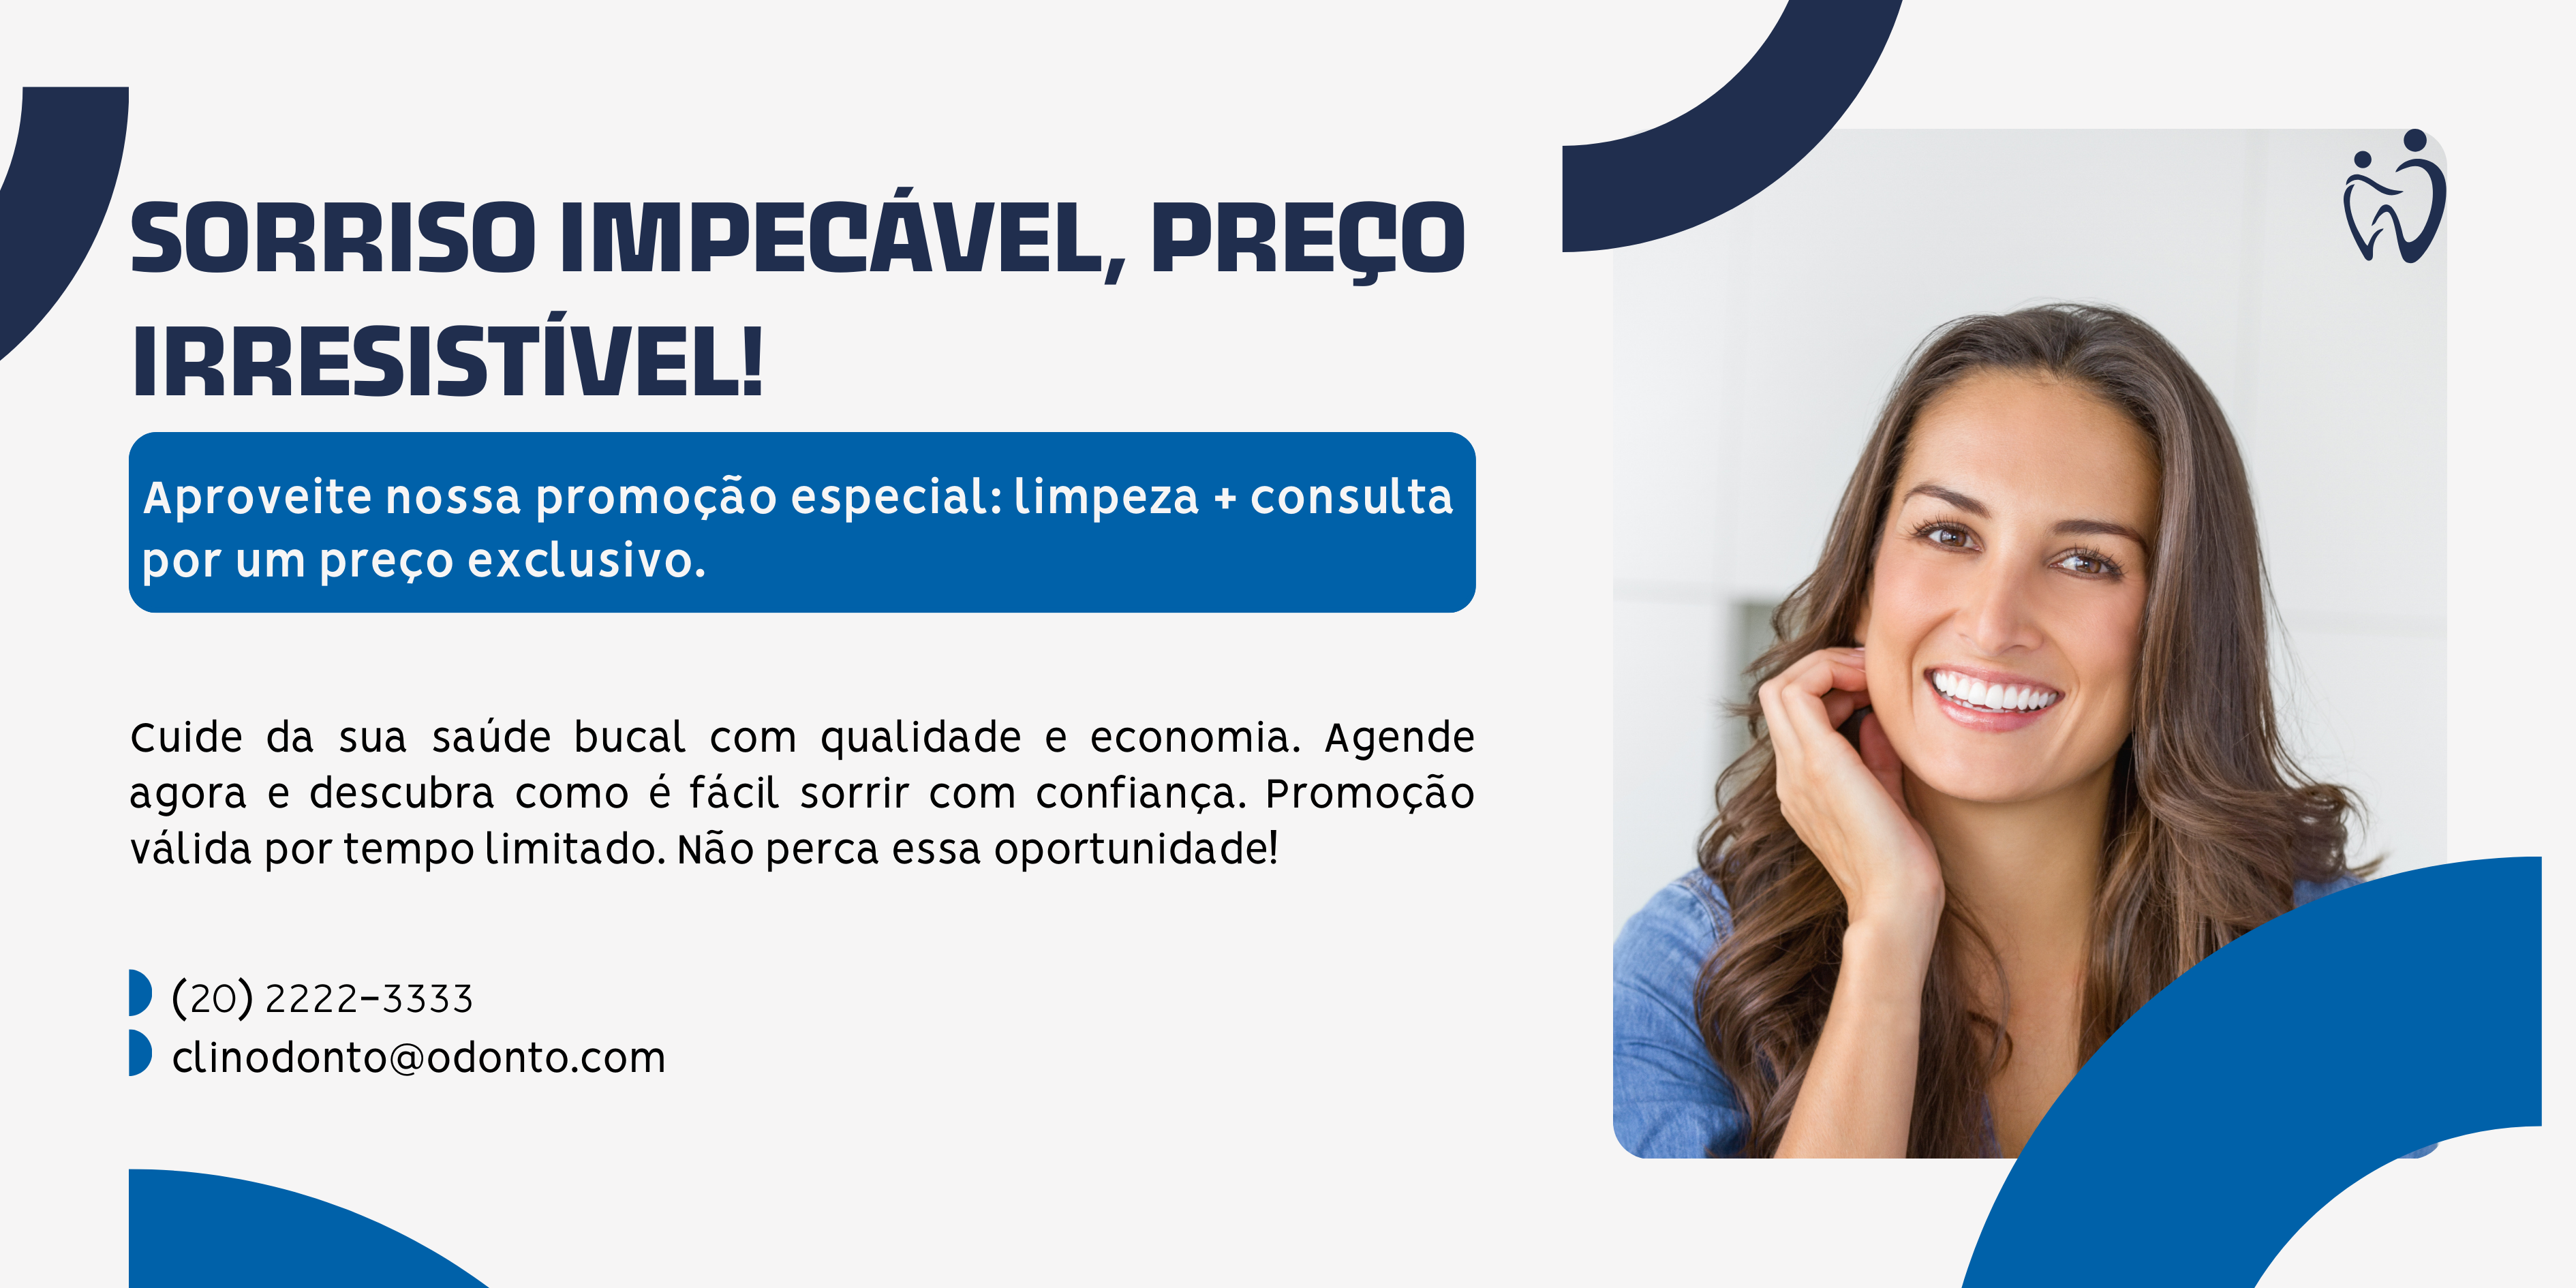 SORRISO IMPECÁVEL, PREÇO
IRRESISTÍVEL!
Aproveite nossa promoção especial: limpeza + consulta
por um preço exclusivo.
Cuide da sua saúde bucal com qualidade e economia. Agende
agora e descubra como é fácil sorrir com confiança. Promoção
válida por tempo limitado. Não perca essa oportunidade!
(20) 2222-3333
clinodonto@odonto.com